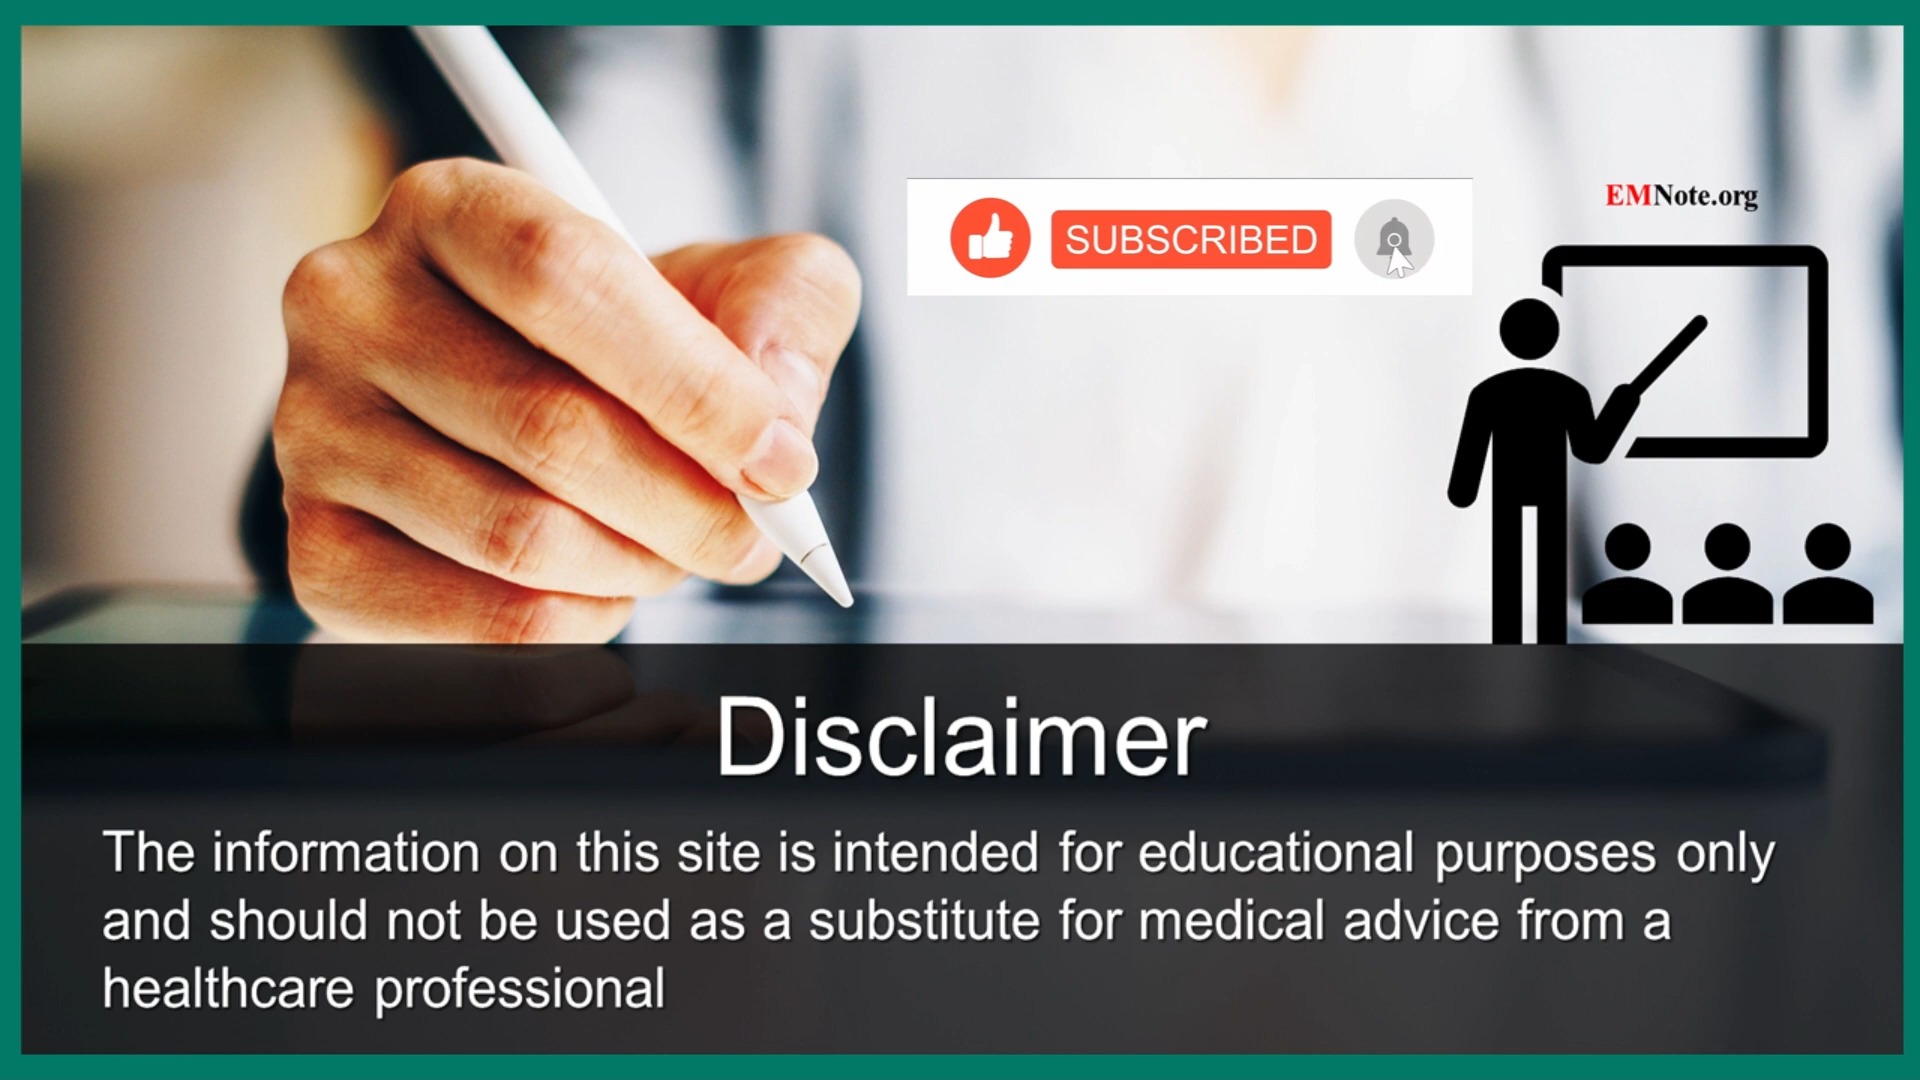 EMNote.org
SUBSCRIBED
Disclaimer
The information on this site is intended for educational purposes only
and should not be used as a substitute for medical advice from a
healthcare professional